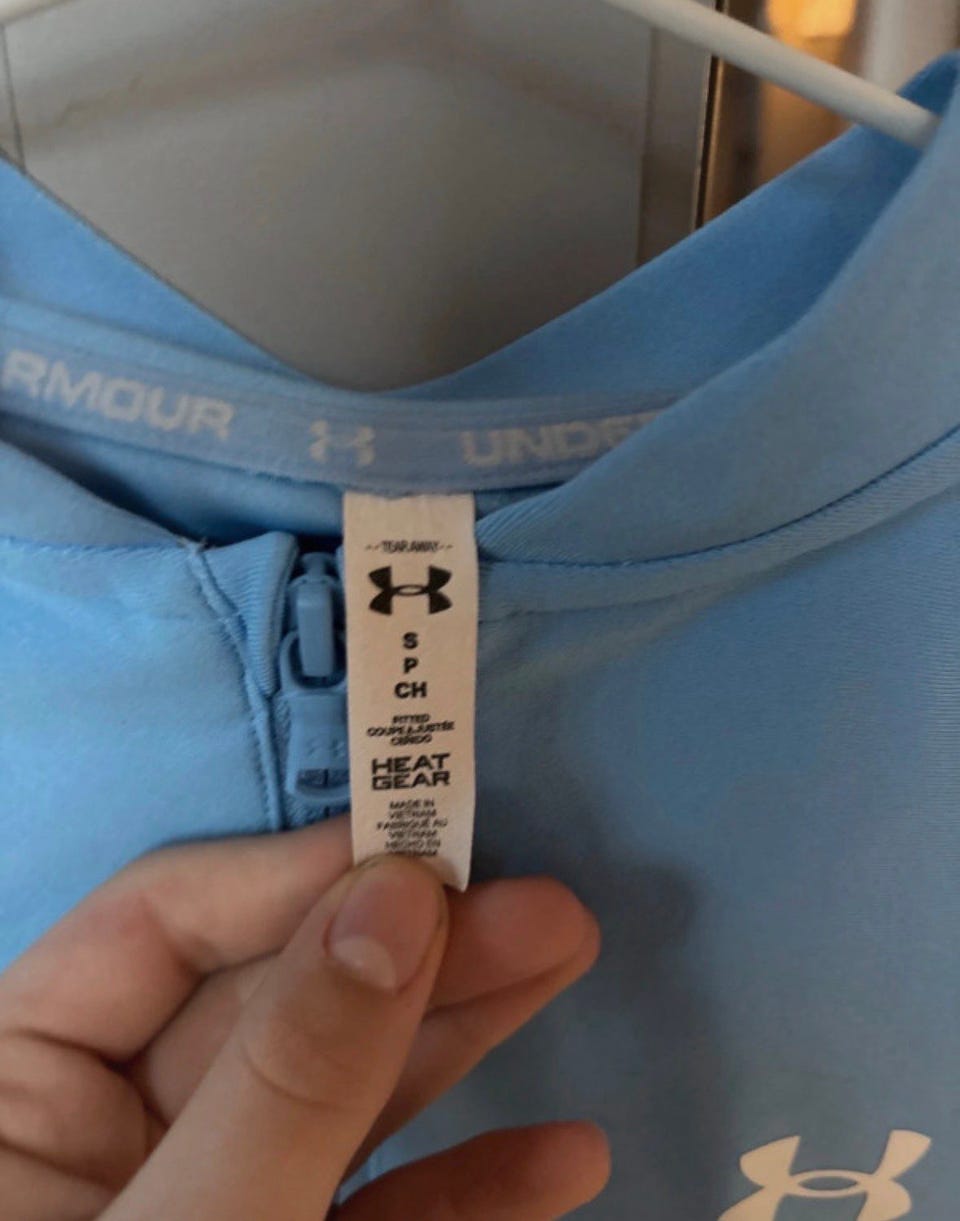 RMOUR UNDE
--TEAR AWAY--
S
P
CH
FITTED
COUPE AJUSTÉE
CEÑIDO
HEAT
GEAR
MADE IN
VIETNAM
FABRIQUÉ AU
VIETNAM
HECHO EN
VIETNAM